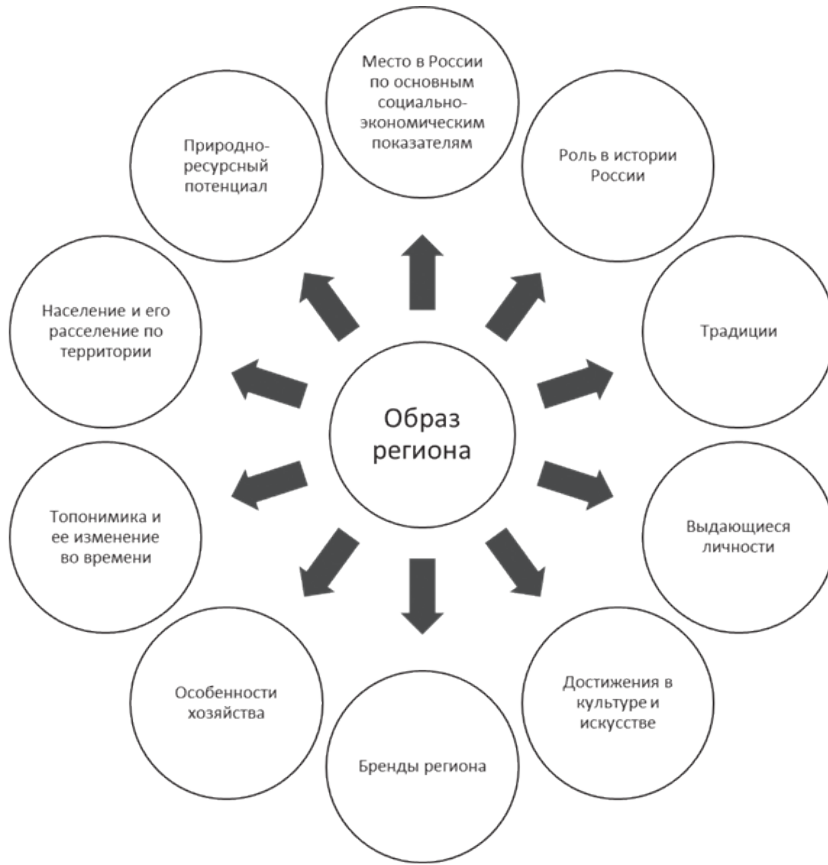 Место в России
по основным
социально-
экономическим
показателям
Роль в истории
России
Традиции
Выдающиеся
личности
Достижения в
культуре и
искусстве
Бренды региона
Особенности
хозяйства
Топонимика и
ее изменение
во времени
Население и его
расселение по
территории
Природно-
ресурсный
потенциал
Образ
региона